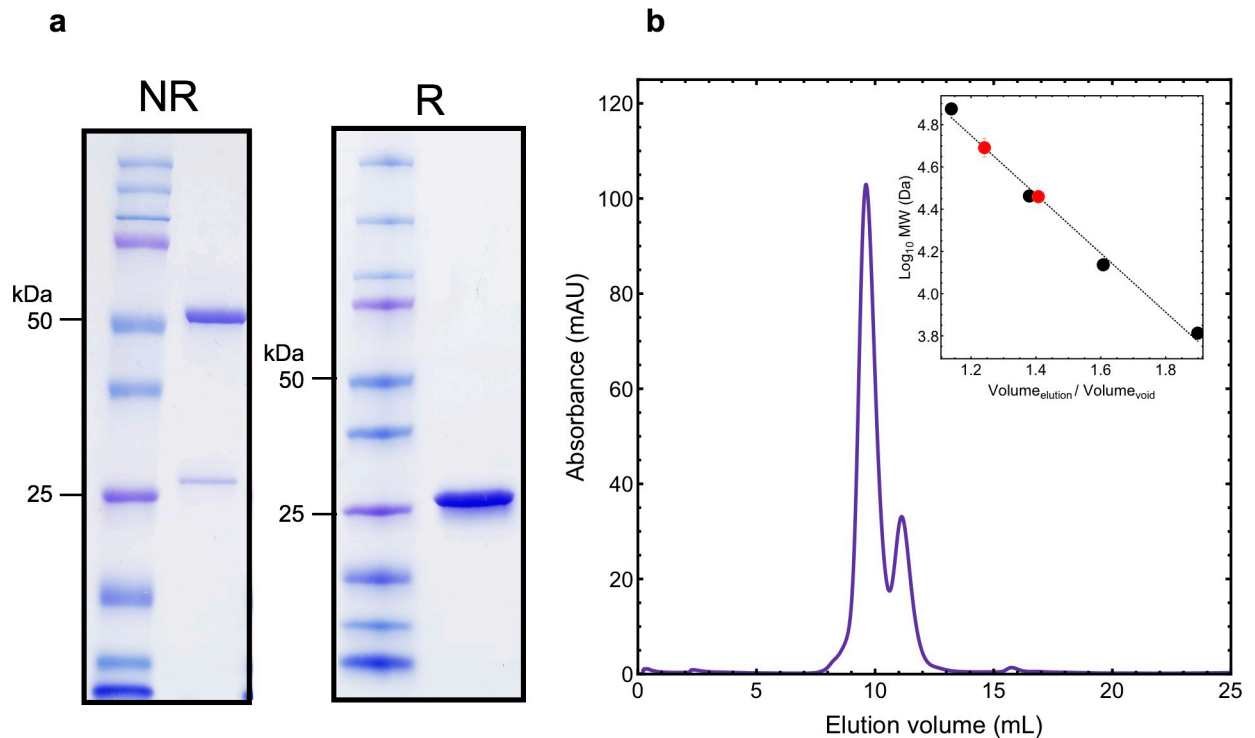 a
NR
kDa
50
25
R
kDa
50
25
b
Absorbance (mAU)
120
100
80
60
40
20
0
0 5 10 15 20 25
Elution volume (mL)
Log10 MW (Da)
4.8
4.6
4.4
4.2
4.0
3.8
1.2 1.4 1.6 1.8
Volumeelution / Volumevoid